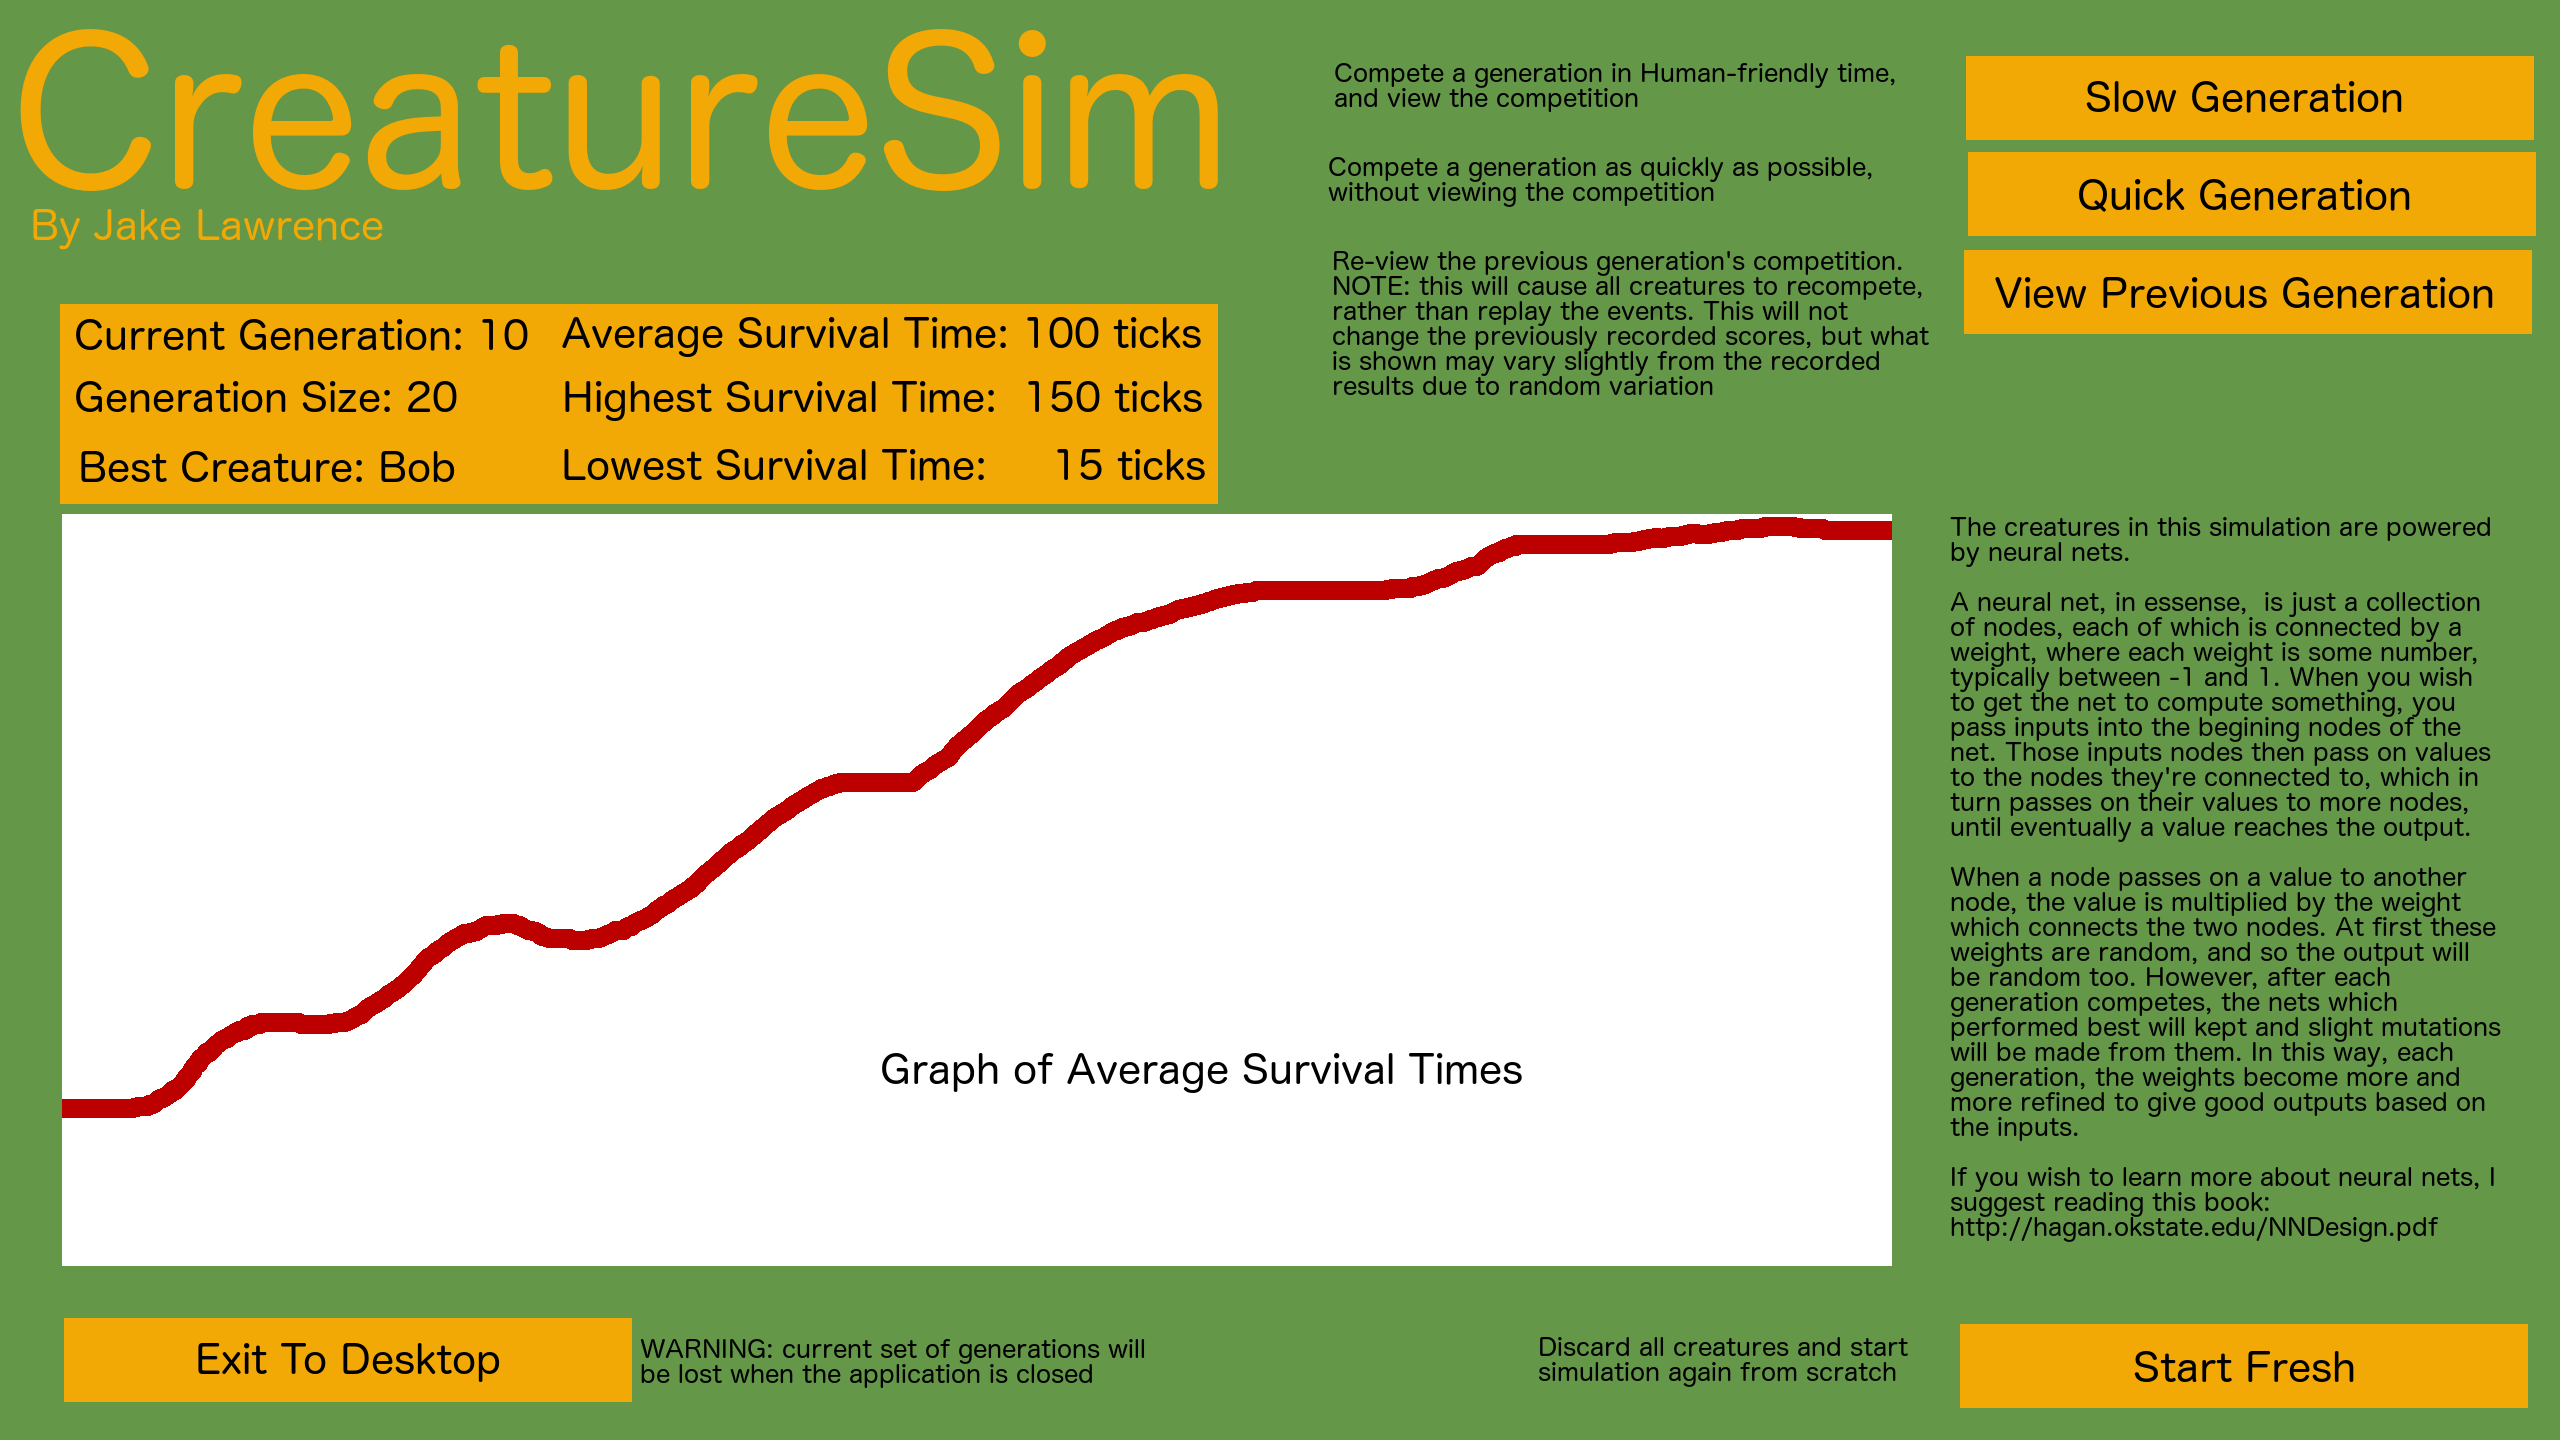 CreatureSim
By Jake Lawrence
Compete a generation in Human-friendly time,
and view the competition
Slow Generation
Compete a generation as quickly as possible,
without viewing the competition
Quick Generation
Re-view the previous generation's competition.
NOTE: this will cause all creatures to recompete,
rather than replay the events. This will not
change the previously recorded scores, but what
is shown may vary slightly from the recorded
results due to random variation
View Previous Generation
Current Generation: 10
Average Survival Time: 100 ticks
Generation Size: 20
Highest Survival Time: 150 ticks
Best Creature: Bob
Lowest Survival Time: 15 ticks
Graph of Average Survival Times
The creatures in this simulation are powered
by neural nets.
A neural net, in essense, is just a collection
of nodes, each of which is connected by a
weight, where each weight is some number,
typically between -1 and 1. When you wish
to get the net to compute something, you
pass inputs into the begining nodes of the
net. Those inputs nodes then pass on values
to the nodes they're connected to, which in
turn passes on their values to more nodes,
until eventually a value reaches the output.
When a node passes on a value to another
node, the value is multiplied by the weight
which connects the two nodes. At first these
weights are random, and so the output will
be random too. However, after each
generation competes, the nets which
performed best will kept and slight mutations
will be made from them. In this way, each
generation, the weights become more and
more refined to give good outputs based on
the inputs.
If you wish to learn more about neural nets, I
suggest reading this book:
http://hagan.okstate.edu/NNDesign.pdf
Exit To Desktop
WARNING: current set of generations will
be lost when the application is closed
Discard all creatures and start
simulation again from scratch
Start Fresh